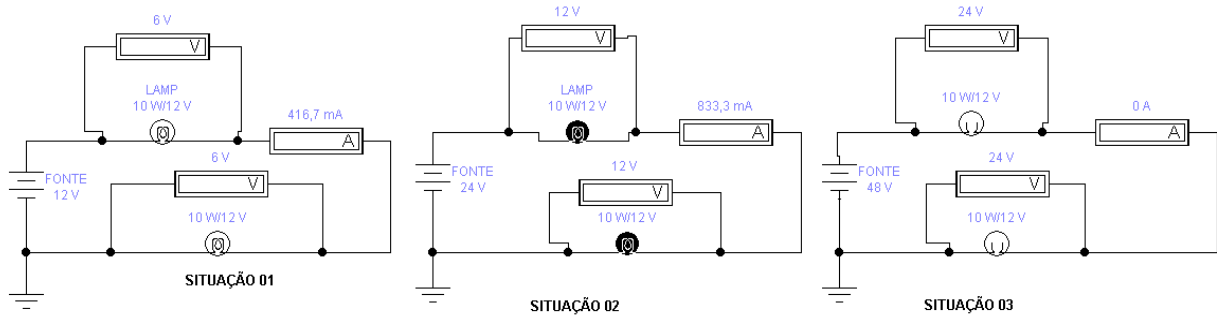 6 V
V
LAMP
10 W/12 V
416,7 mA
A
6 V
V
FONTE
12 V
10 W/12 V
SITUAÇÃO 01
12 V
V
LAMP
10 W/12 V
833,3 mA
A
12 V
V
FONTE
24 V
10 W/12 V
SITUAÇÃO 02
24 V
V
10 W/12 V
0 A
A
24 V
V
FONTE
48 V
10 W/12 V
SITUAÇÃO 03